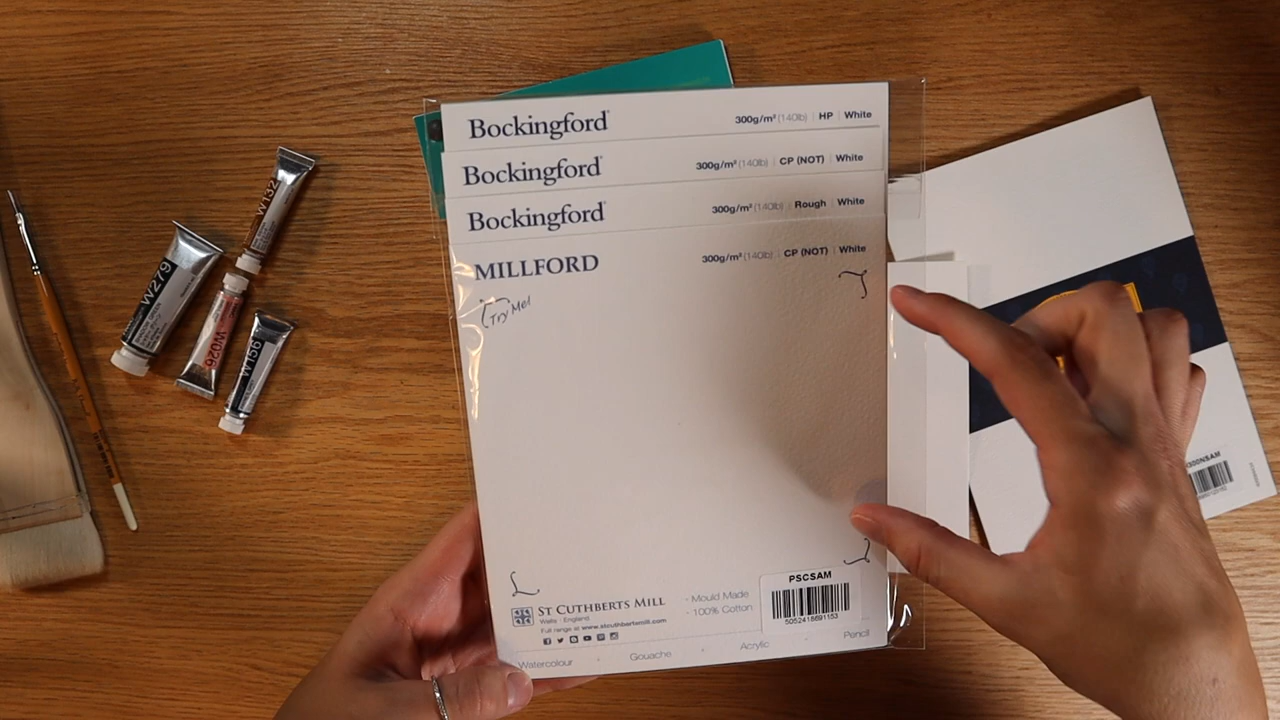 Bockingford® 300g/m² (140lb) | HP | White
Bockingford® 300g/m² (140lb) | CP (NOT) | White
Bockingford® 300g/m² (140lb) | Rough | White
MILLFORD 300g/m² (140lb) | CP (NOT) | White
Try Me!
ST CUTHBERTS MILL
Wells · England
Full range at www.stcuthbertsmill.com
- Mould Made
- 100% Cotton
PSCSAM
5052418691153
Watercolour · Gouache · Acrylic · Pencil
W132
W279
W026
W156